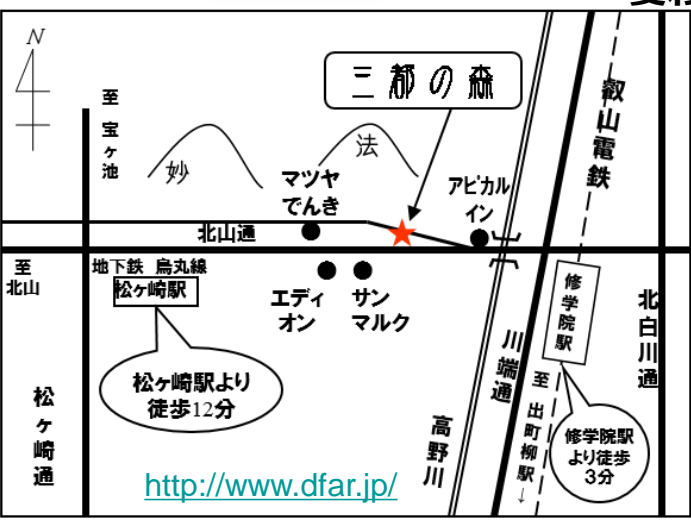 N
三都の森
至
宝
ヶ
池
妙
法
マツヤ
でんき
アピカル
イン
叡山電鉄
北山通
至
北山
地下鉄 烏丸線
松ヶ崎駅
エディ
オン
サン
マルク
修学院駅
北白川通
川端通
松ヶ崎駅より
徒歩12分
松ヶ崎通
高野川
至出町柳駅↓
修学院駅
より徒歩
3分
http://www.dfar.jp/